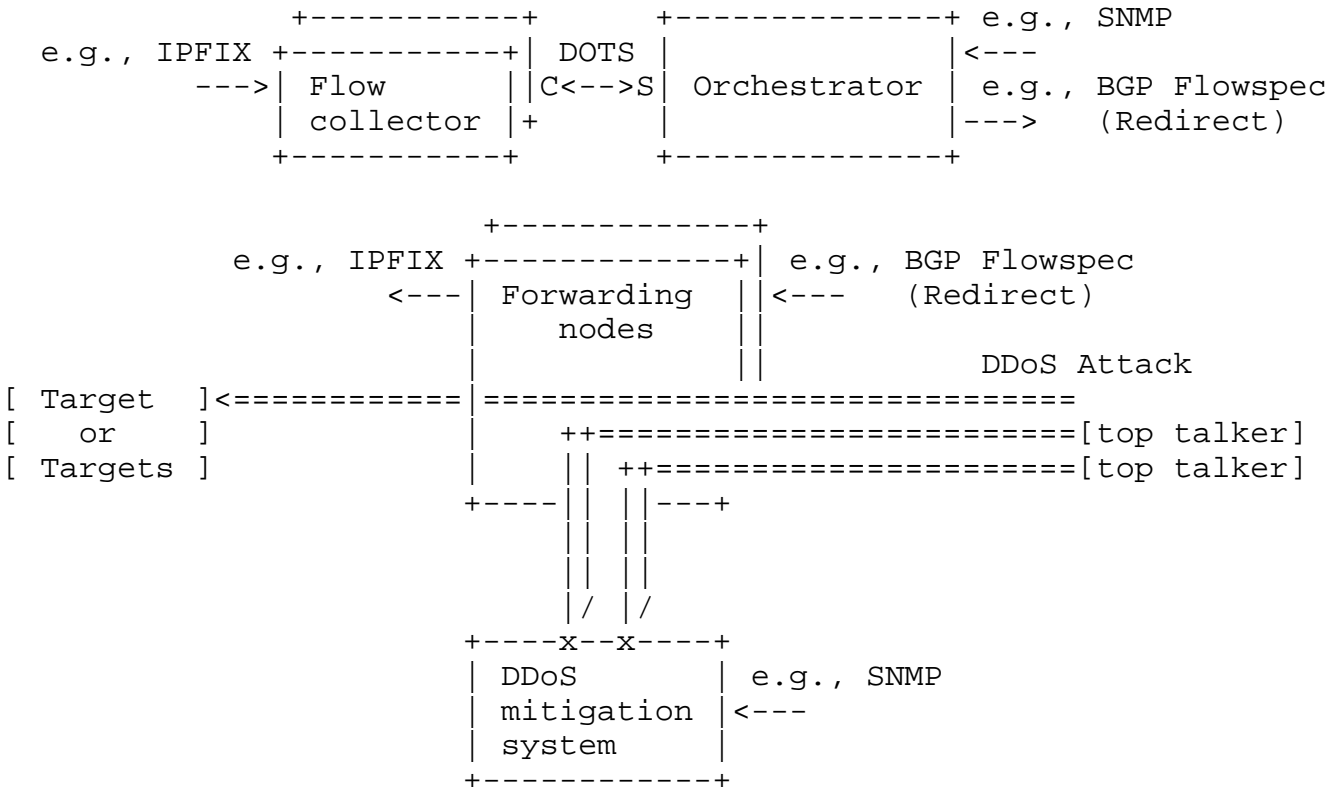 e.g., SNMP
e.g., IPFIX DOTS <---
---> Flow C<-->S Orchestrator e.g., BGP Flowspec
collector ---> (Redirect)
e.g., IPFIX e.g., BGP Flowspec
<--- Forwarding <--- (Redirect)
nodes
DDoS Attack
[ Target ]<============ ===============================
[ or ] ++=========================[top talker]
[ Targets ] ++======================[top talker]
x--x
DDoS e.g., SNMP
mitigation <---
system